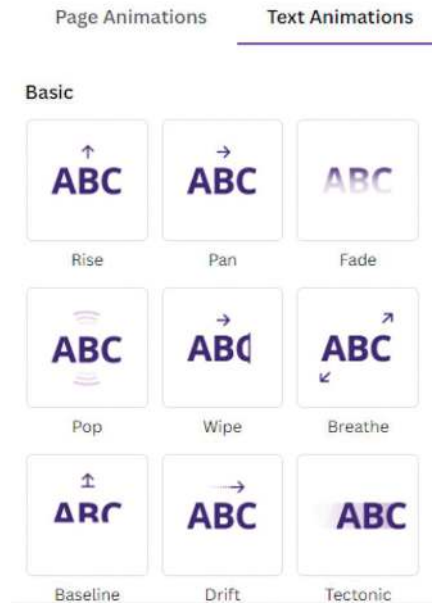 Page Animations Text Animations
Basic
ABC ABC ABC
Rise Pan Fade
ABC ABC ABC
Pop Wipe Breathe
ABC ABC ABC
Baseline Drift Tectonic